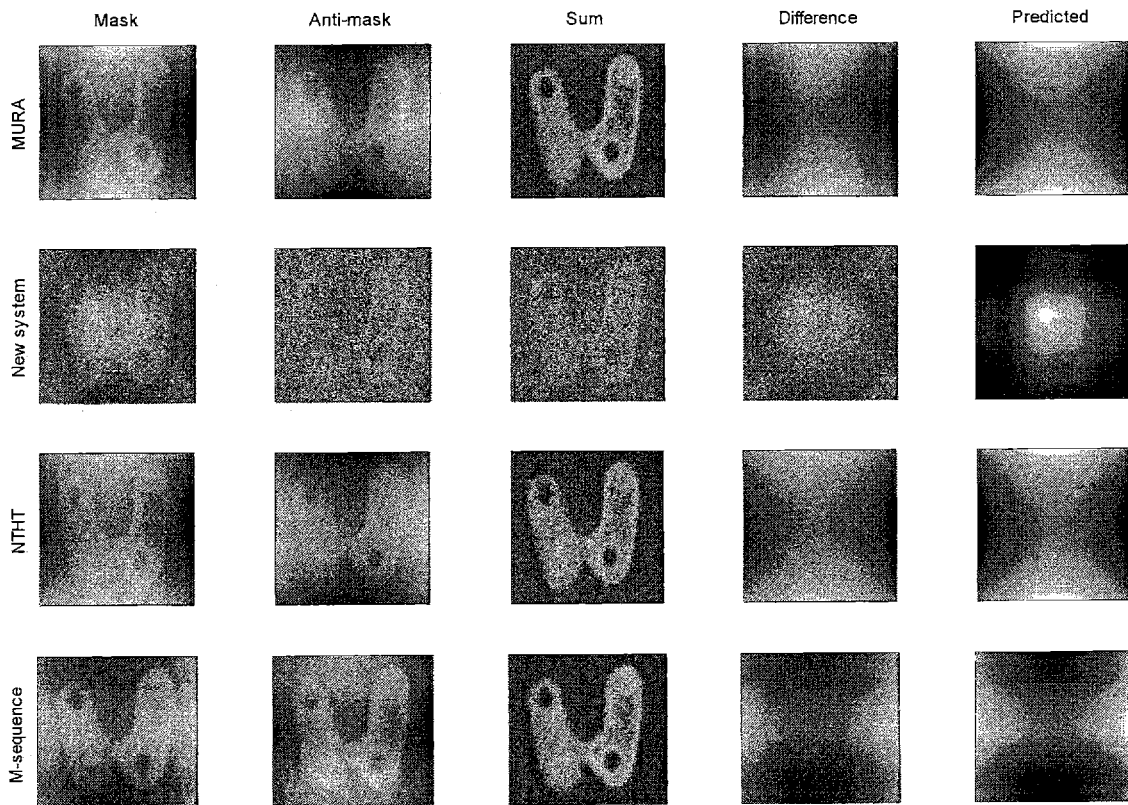 Mask
Anti-mask
Sum
Difference
Predicted
MURA
New system
NTHT
M-sequence